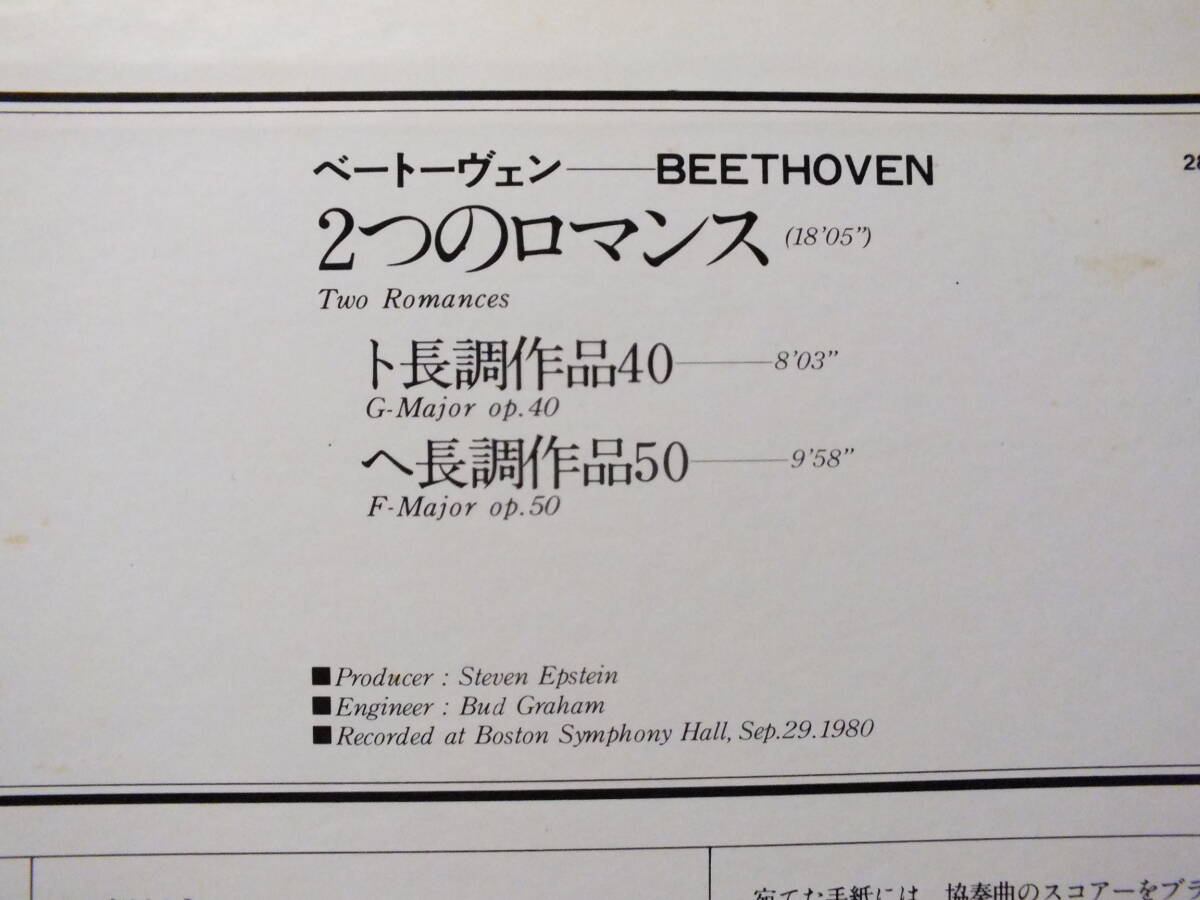 ベートーヴェン――BEETHOVEN
28
2つのロマンス (18'05")
Two Romances
ト長調作品40――8'03"
G-Major op.40
ヘ長調作品50――9'58"
F-Major op.50
■Producer : Steven Epstein
■Engineer : Bud Graham
■Recorded at Boston Symphony Hall, Sep.29.1980
宛てた手紙には、協奏曲のスコアーをブラ